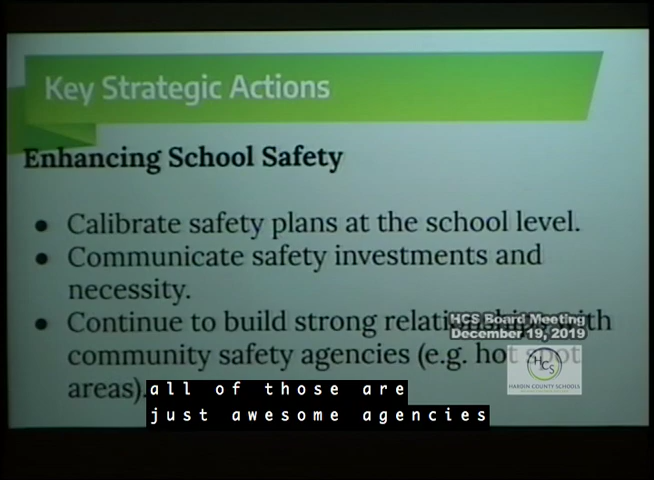 Key Strategic Actions
Enhancing School Safety
● Calibrate safety plans at the school level.
● Communicate safety investments and
necessity.
● Continue to build strong relationships with
community safety agencies (e.g. hot spot
areas).
HCS Board Meeting
December 19, 2019
HCS
HARDIN COUNTY SCHOOLS
all of those are
just awesome agencies